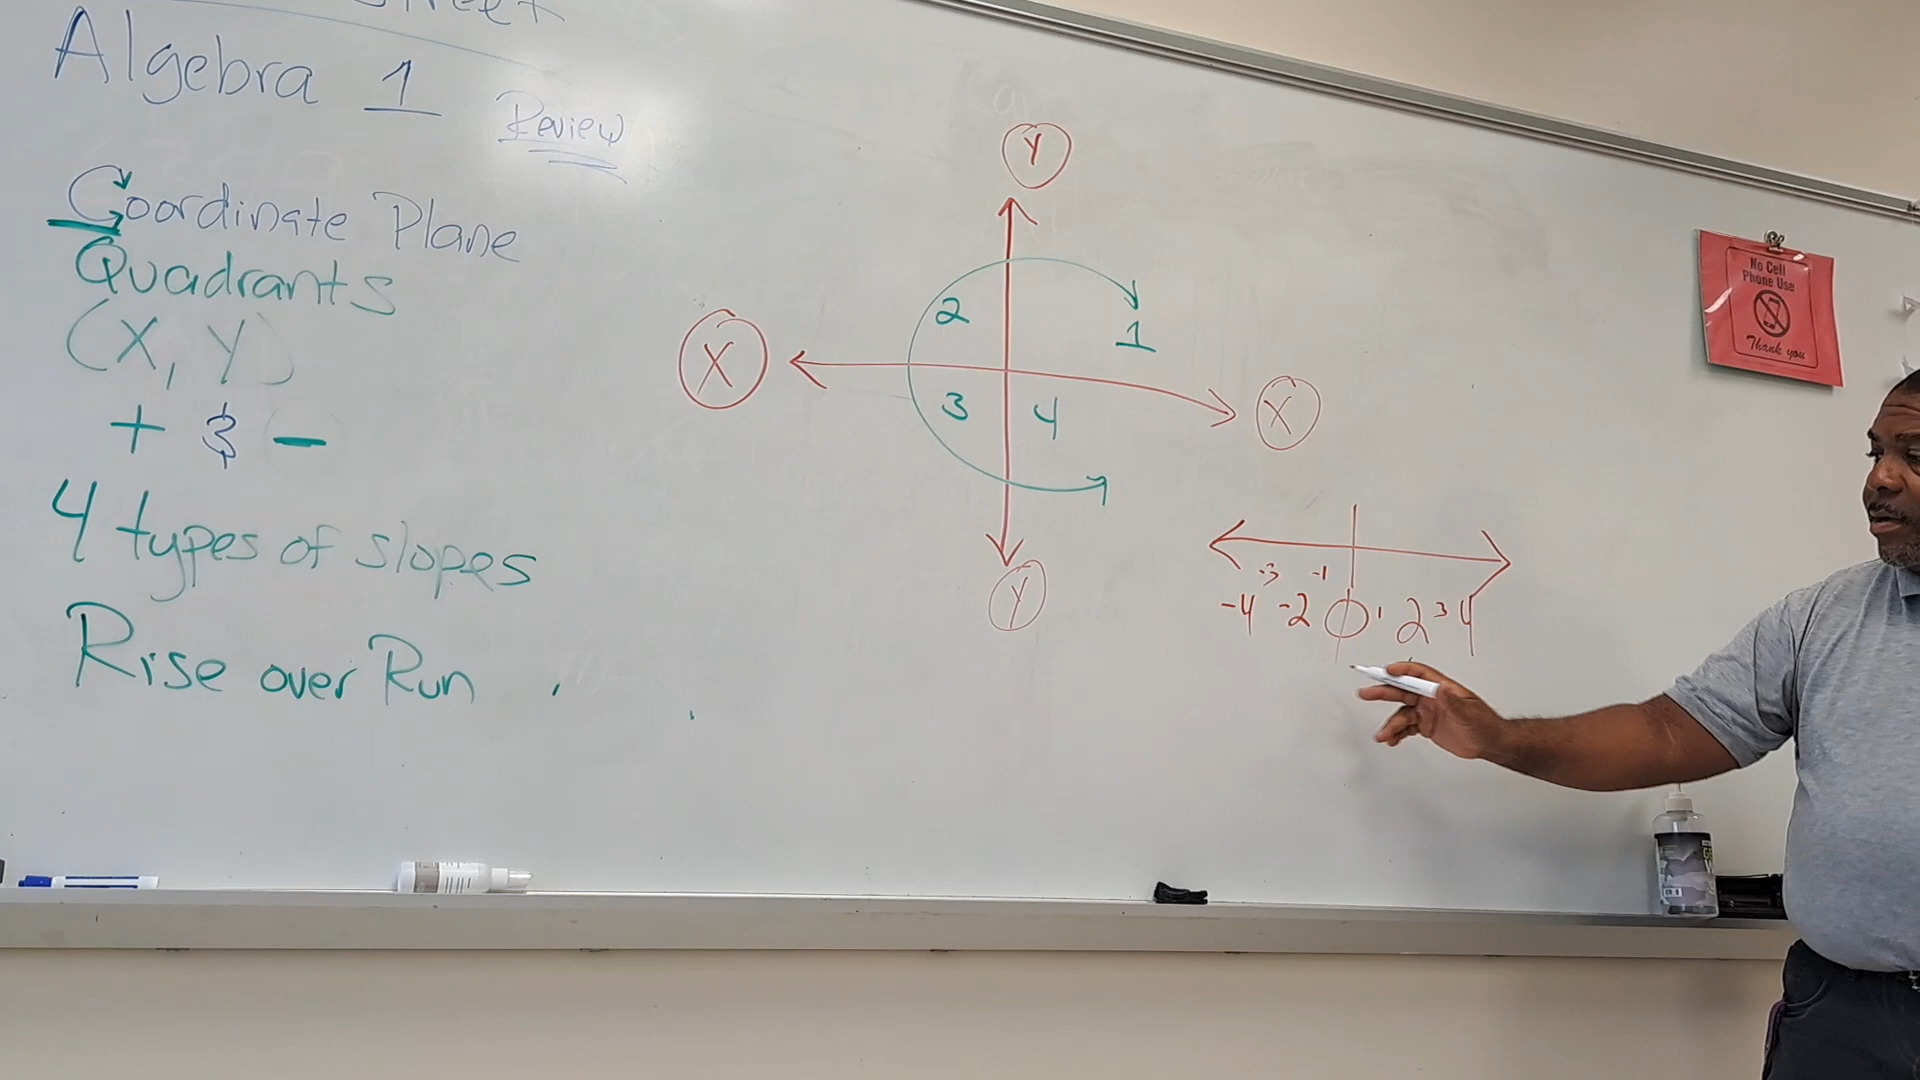 Street
Algebra 1
Review
Coordinate Plane
Quadrants
(X, Y)
+ & -
4 types of slopes
Rise over Run
Y
2
1
X
X
3 4
Y
-3 -1
-4 -2 0 1 2 3 4
No Cell
Phone Use
Thank you